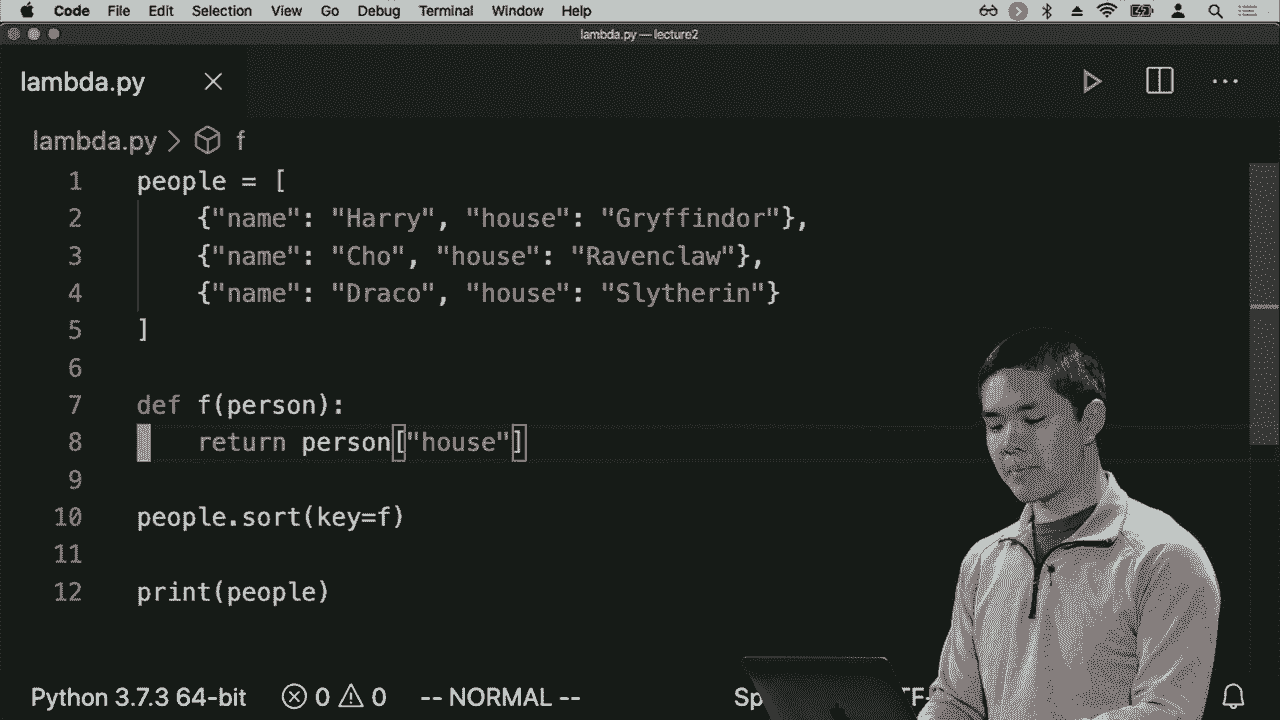 Code File Edit Selection View Go Debug Terminal Window Help
lambda.py — lecture2
lambda.py
lambda.py > f
1 people = [
2 {"name": "Harry", "house": "Gryffindor"},
3 {"name": "Cho", "house": "Ravenclaw"},
4 {"name": "Draco", "house": "Slytherin"}
5 ]
6
7 def f(person):
8 return person["house"]
9
10 people.sort(key=f)
11
12 print(people)
Python 3.7.3 64-bit 0 0 -- NORMAL --